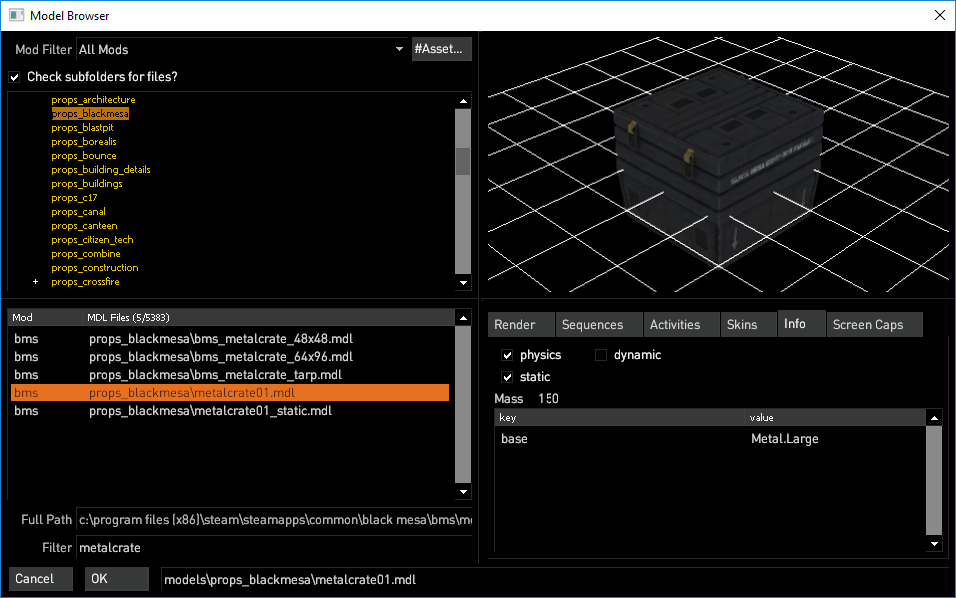 Model Browser
Mod Filter All Mods #Asset...
Check subfolders for files?
props_architecture
props_blackmesa
props_blastpit
props_borealis
props_bounce
props_building_details
props_buildings
props_c17
props_canal
props_canteen
props_citizen_tech
props_combine
props_construction
+ props_crossfire
Mod MDL Files (5/5383)
bms props_blackmesa\bms_metalcrate_48x48.mdl
bms props_blackmesa\bms_metalcrate_64x96.mdl
bms props_blackmesa\bms_metalcrate_tarp.mdl
bms props_blackmesa\metalcrate01.mdl
bms props_blackmesa\metalcrate01_static.mdl
Full Path c:\program files (x86)\steam\steamapps\common\black mesa\bms\m
Filter metalcrate
Cancel OK models\props_blackmesa\metalcrate01.mdl
BLACK MESA
Render Sequences Activities Skins Info Screen Caps
physics dynamic
static
Mass 150
key value
base Metal.Large